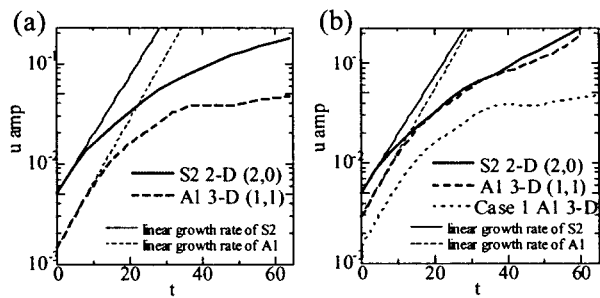 (a)
10⁻¹
10⁻²
10⁻³
u amp
0
20
40
60
t
S2 2-D (2,0)
A1 3-D (1,1)
linear growth rate of S2
linear growth rate of A1
(b)
10⁻¹
10⁻²
10⁻³
u amp
0
20
40
60
t
S2 2-D (2,0)
A1 3-D (1,1)
Case 1 A1 3-D
linear growth rate of S2
linear growth rate of A1